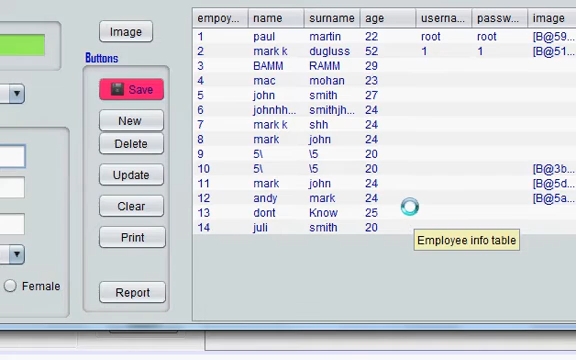 Image
Buttons
Save
New
Delete
Update
Clear
Print
Report
Female
empoy... name surname age userna... passw... image
1 paul martin 22 root root [B@59...
2 mark k dugluss 52 1 1 [B@51...
3 BAMM RAMM 29
4 mac mohan 23
5 john smith 27
6 johnhh... smithjh... 24
7 mark k shh 24
8 mark john 24
9 5\ \5 20
10 5\ \5 20 [B@3b...
11 mark john 24 [B@5d...
12 andy mark 24 [B@5a...
13 dont Know 25
14 juli smith 20
Employee info table